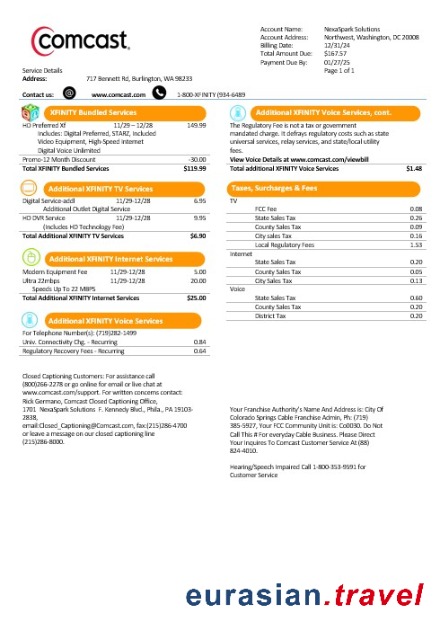 comcast.
Account Name: NexaSpark Solutions
Account Address: Northwest, Washington, DC 20008
Billing Date: 12/31/24
Total Amount Due: $167.57
Payment Due By: 01/27/25
Page 1 of 1
Service Details
Address: 717 Bennett Rd, Burlington, WA 98233
Contact us: @ www.comcast.com 1-800-XFINITY (934-6489
XFINITY Bundled Services
HD Preferred Xf 11/29 – 12/28 149.99
Includes: Digital Preferred, STARZ, Included
Video Equipment, High-Speed Internet
Digital Voice Unlimited
Promo-12 Month Discount -30.00
Total XFINITY Bundled Services $119.99
Additional XFINITY TV Services
Digital Service-addl 11/29-12/28 6.95
Additional Outlet Digital Service
HD DVR Service 11/29-12/28 9.95
(Includes HD Technology Fee)
Total Additional XFINITY TV Services $6.90
Additional XFINITY Internet Services
Modem Equipment Fee 11/29-12/28 5.00
Ultra 22mbps 11/29-12/28 20.00
Speeds Up To 22 MBPS
Total Additional XFINITY Internet Services $25.00
Additional XFINITY Voice Services
For Telephone Number(s): (719)282-1499
Univ. Connectivity Chg. - Recurring 0.84
Regulatory Recovery Fees - Recurring 0.64
Closed Captioning Customers: For assistance call
(800)266-2278 or go online for email or live chat at
www.comcast.com/support. For written concerns contact:
Rick Germano, Comcast Closed Captioning Office,
1701 NexaSpark Solutions F. Kennedy Blvd., Phila., PA 19103-
2838,
email:Closed_Captioning@Comcast.com, fax:(215)286-4700
or leave a message on our closed captioning line
(215)286-8000.
Additional XFINITY Voice Services, cont.
The Regulatory Fee is not a tax or government
mandated charge. It defrays regulatory costs such as state
universal services, relay services, and state/local utility
fees.
View Voice Details at www.comcast.com/viewbill
Total additional XFINITY Voice Services $1.48
Taxes, Surcharges & Fees
TV
FCC Fee 0.08
State Sales Tax 0.26
County Sales Tax 0.09
City sales Tax 0.16
Local Regulatory Fees 1.53
Internet
State Sales Tax 0.20
County Sales Tax 0.05
City Sales Tax 0.13
Voice
State Sales Tax 0.60
County Sales Tax 0.20
District Tax 0.20
Your Franchise Authority's Name And Address is: City Of
Colorado Springs Cable Franchise Admin, Ph: (719)
385-5927, Your FCC Community Unit is: Co0030. Do Not
Call This # For everyday Cable Business. Please Direct
Your Inquires To Comcast Customer Service At (88)
824-4010.
Hearing/Speech Impaired Call 1-800-353-9591 for
Customer Service
eurasian.travel